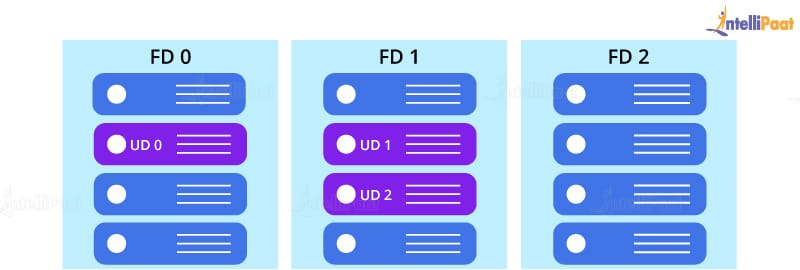 IntelliPaat
FD 0
FD 1
FD 2
UD 0
UD 1
UD 2